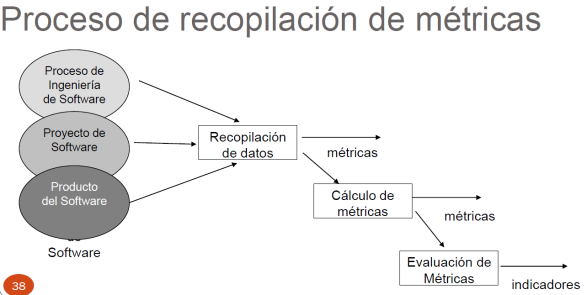 Proceso de recopilación de métricas
Proceso de
Ingeniería
de Software
Proyecto de
Software
Producto
del Software
Software
Recopilación
de datos
métricas
Cálculo de
métricas
métricas
Evaluación de
Métricas
indicadores
38